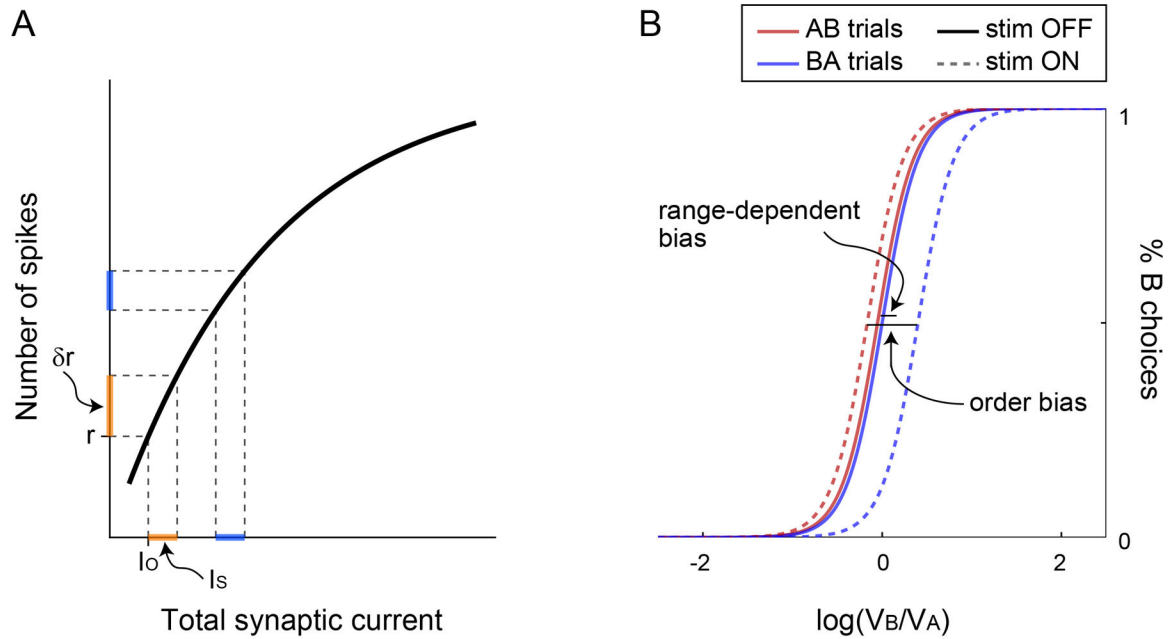 A
Number of spikes
δr
r
IO
IS
Total synaptic current
B
AB trials
stim OFF
BA trials
stim ON
1
range-dependent
bias
% B choices
order bias
0
-2
0
2
log(VB/VA)